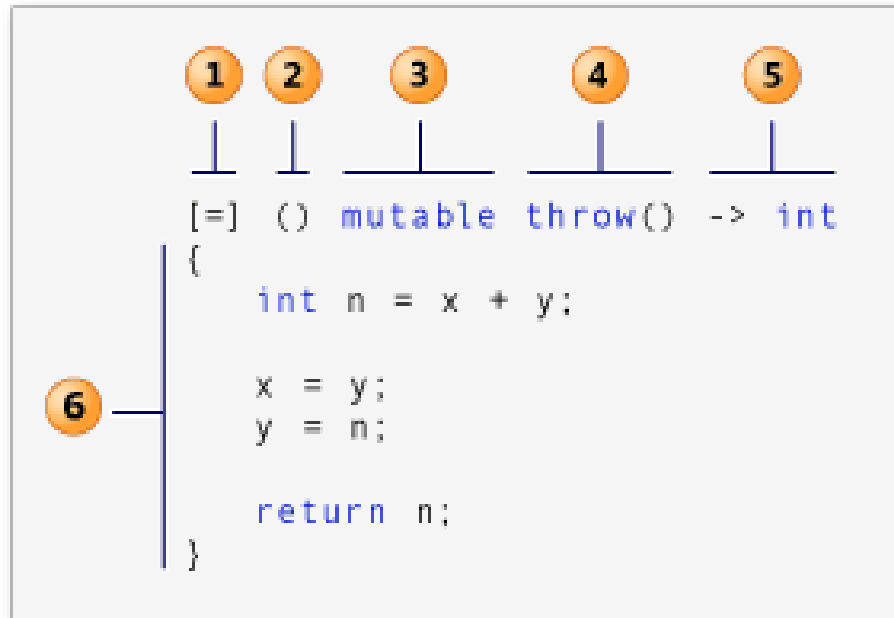 1 2 3 4 5
[=] () mutable throw() -> int
{
int n = x + y;
x = y;
6
y = n;
return n;
}